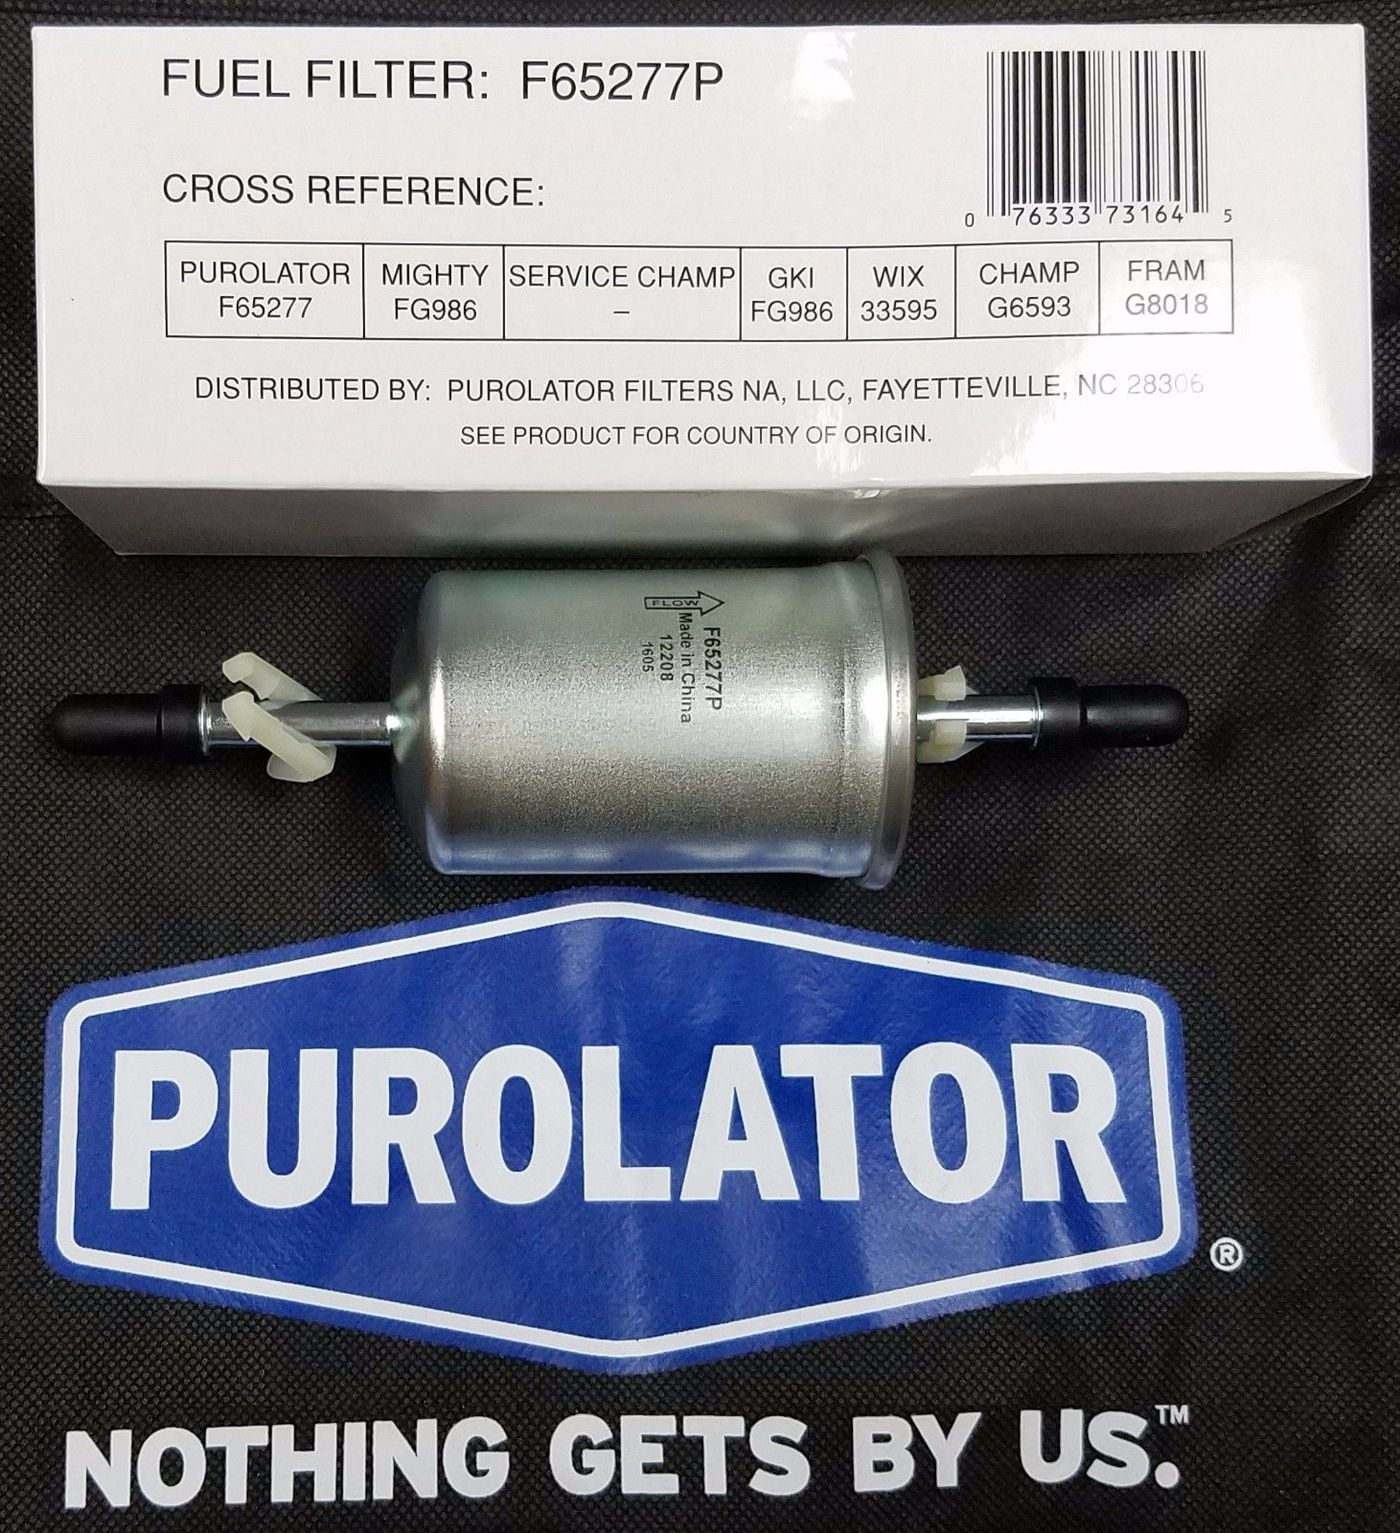 FUEL FILTER: F65277P
0 76333 73164 5
CROSS REFERENCE:
PUROLATOR MIGHTY SERVICE CHAMP GKI WIX CHAMP FRAM
F65277 FG986 – FG986 33595 G6593 G8018
DISTRIBUTED BY: PUROLATOR FILTERS NA, LLC, FAYETTEVILLE, NC 28306
SEE PRODUCT FOR COUNTRY OF ORIGIN.
FLOW
F65277P
Made in China
12208
1605
PUROLATOR
®
NOTHING GETS BY US.™